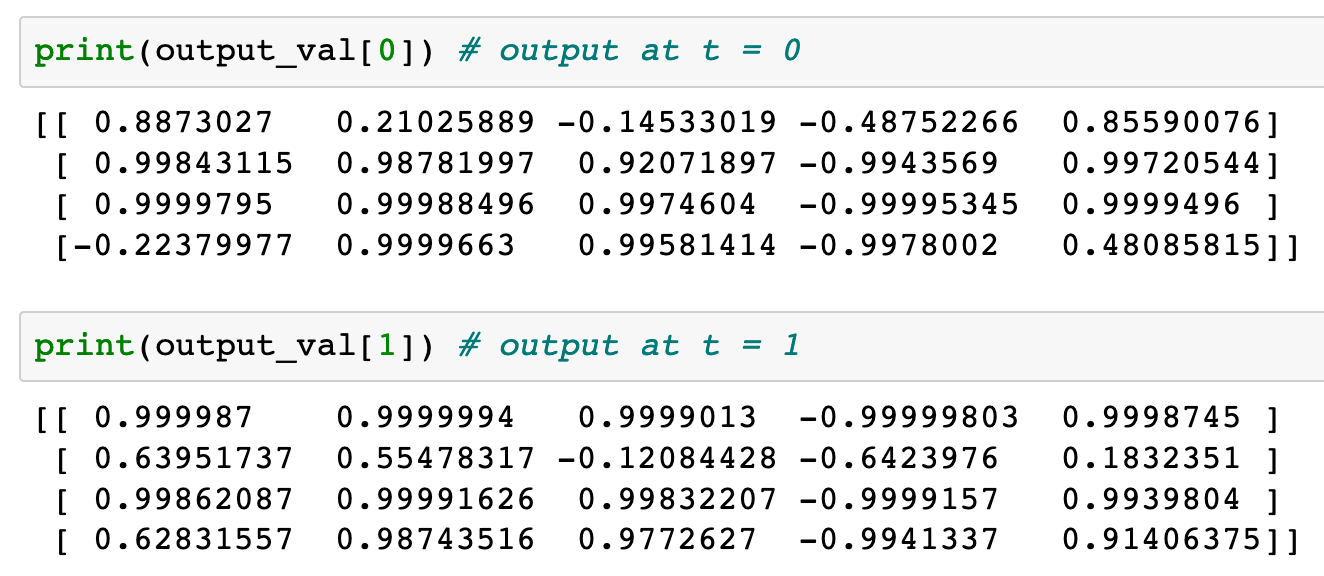 print(output_val[0]) # output at t = 0
[[ 0.8873027   0.21025889 -0.14533019 -0.48752266  0.85590076]
 [ 0.99843115  0.98781997  0.92071897 -0.9943569   0.99720544]
 [ 0.9999795   0.99988496  0.9974604  -0.99995345  0.9999496 ]
 [-0.22379977  0.9999663   0.99581414 -0.9978002   0.48085815]]
print(output_val[1]) # output at t = 1
[[ 0.999987    0.9999994   0.9999013  -0.99999803  0.9998745 ]
 [ 0.63951737  0.55478317 -0.12084428 -0.6423976   0.1832351 ]
 [ 0.99862087  0.99991626  0.99832207 -0.9999157   0.9939804 ]
 [ 0.62831557  0.98743516  0.9772627  -0.9941337   0.91406375]]